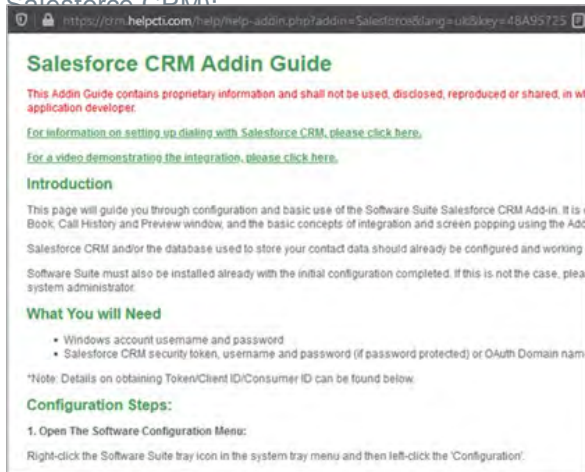 Salesforce CRM):
https://crm.helpcti.com/help/help-addin.php?addin=Salesforce&lang=uk&key=48A95725
Salesforce CRM Addin Guide
This Addin Guide contains proprietary information and shall not be used, disclosed, reproduced or shared, in
application developer.
For information on setting up dialing with Salesforce CRM, please click here.
For a video demonstrating the integration, please click here.
Introduction
This page will guide you through configuration and basic use of the Software Suite Salesforce CRM Add-in. It is
Book, Call History and Preview window, and the basic concepts of integration and screen popping using the
Salesforce CRM and/or the database used to store your contact data should already be configured and working
Software Suite must also be installed already with the initial configuration completed. If this is not the case,
system administrator.
What You will Need
• Windows account username and password
• Salesforce CRM security token, username and password (if password protected) or OAuth Domain
*Note: Details on obtaining Token/Client ID/Consumer ID can be found below.
Configuration Steps:
1. Open The Software Configuration Menu:
Right-click the Software Suite tray icon in the system tray menu and then left-click the 'Configuration'.